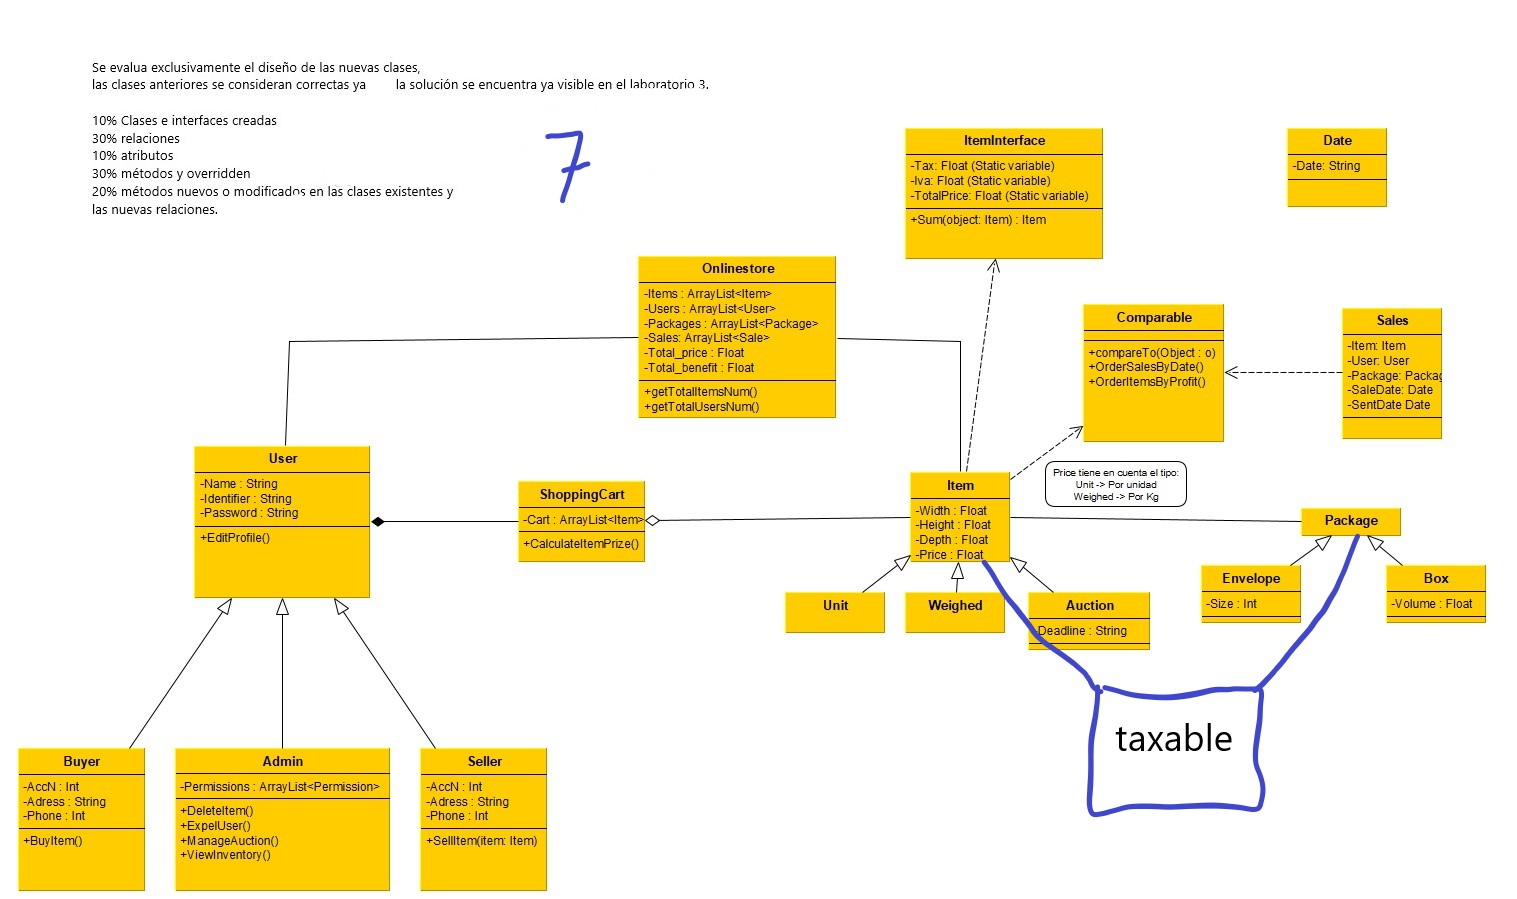 Se evalua exclusivamente el diseño de las nuevas clases,
las clases anteriores se consideran correctas ya la solución se encuentra ya visible en el laboratorio 3.
10% Clases e interfaces creadas
30% relaciones
10% atributos
30% métodos y overridden
20% métodos nuevos o modificados en las clases existentes y
las nuevas relaciones.
7
ItemInterface
-Tax: Float (Static variable)
-Iva: Float (Static variable)
-TotalPrice: Float (Static variable)
+Sum(object: Item) : Item
Date
-Date: String
Onlinestore
-Items : ArrayList<Item>
-Users : ArrayList<User>
-Packages : ArrayList<Package>
-Sales: ArrayList<Sale>
-Total_price : Float
-Total_benefit : Float
+getTotalItemsNum()
+getTotalUsersNum()
Comparable
+compareTo(Object : o)
+OrderSalesByDate()
+OrderItemsByProfit()
Sales
-Item: Item
-User: User
-Package: Packag
-SaleDate: Date
-SentDate Date
User
-Name : String
-Identifier : String
-Password : String
+EditProfile()
ShoppingCart
-Cart : ArrayList<Item>
+CalculateItemPrize()
Item
-Width : Float
-Height : Float
-Depth : Float
-Price : Float
Price tiene en cuenta el tipo:
Unit -> Por unidad
Weighed -> Por Kg
Package
Unit
Weighed
Auction
Deadline : String
Envelope
-Size : Int
Box
-Volume : Float
taxable
Buyer
-AccN : Int
-Adress : String
-Phone : Int
+BuyItem()
Admin
-Permissions : ArrayList<Permission>
+DeleteItem()
+ExpelUser()
+ManageAuction()
+ViewInventory()
Seller
-AccN : Int
-Adress : String
-Phone : Int
+SellItem(item: Item)